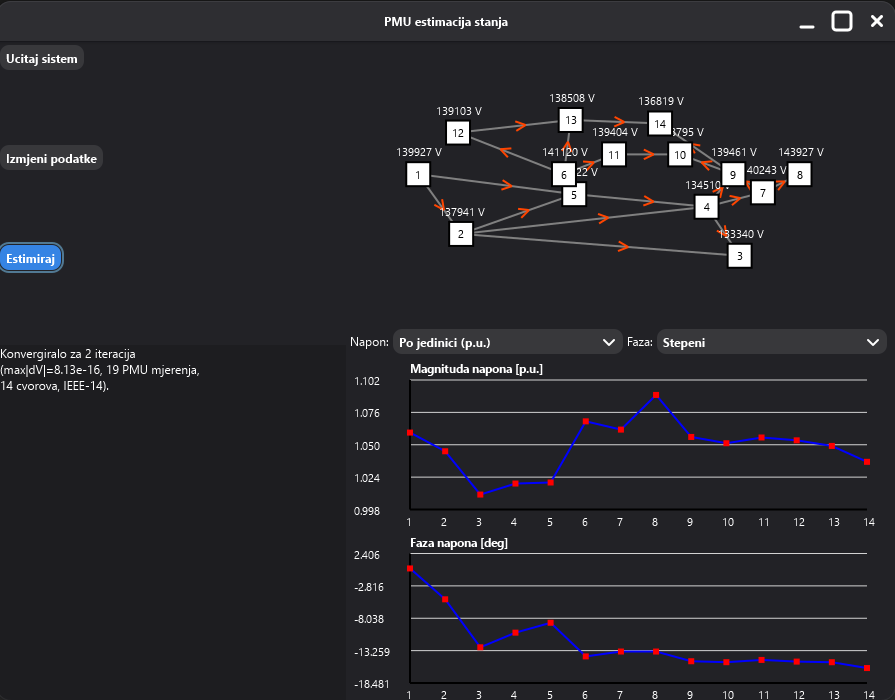 PMU estimacija stanja
Ucitaj sistem
Izmjeni podatke
Estimiraj
138508 V
136819 V
139103 V
13
14
12
139404 V
795 V
139927 V
141120 V
11
10
139461 V
143927 V
1
6
22 V
9
40243 V
8
5
134510
7
137941 V
4
2
133340 V
3
Konvergiralo za 2 iteracija
(max|dV|=8.13e-16, 19 PMU mjerenja,
14 cvorova, IEEE-14).
Napon: Po jedinici (p.u.) Faza: Stepeni
Magnituda napona [p.u.]
1.102
1.076
1.050
1.024
0.998
1 2 3 4 5 6 7 8 9 10 11 12 13 14
Faza napona [deg]
2.406
-2.816
-8.038
-13.259
-18.481
1 2 3 4 5 6 7 8 9 10 11 12 13 14